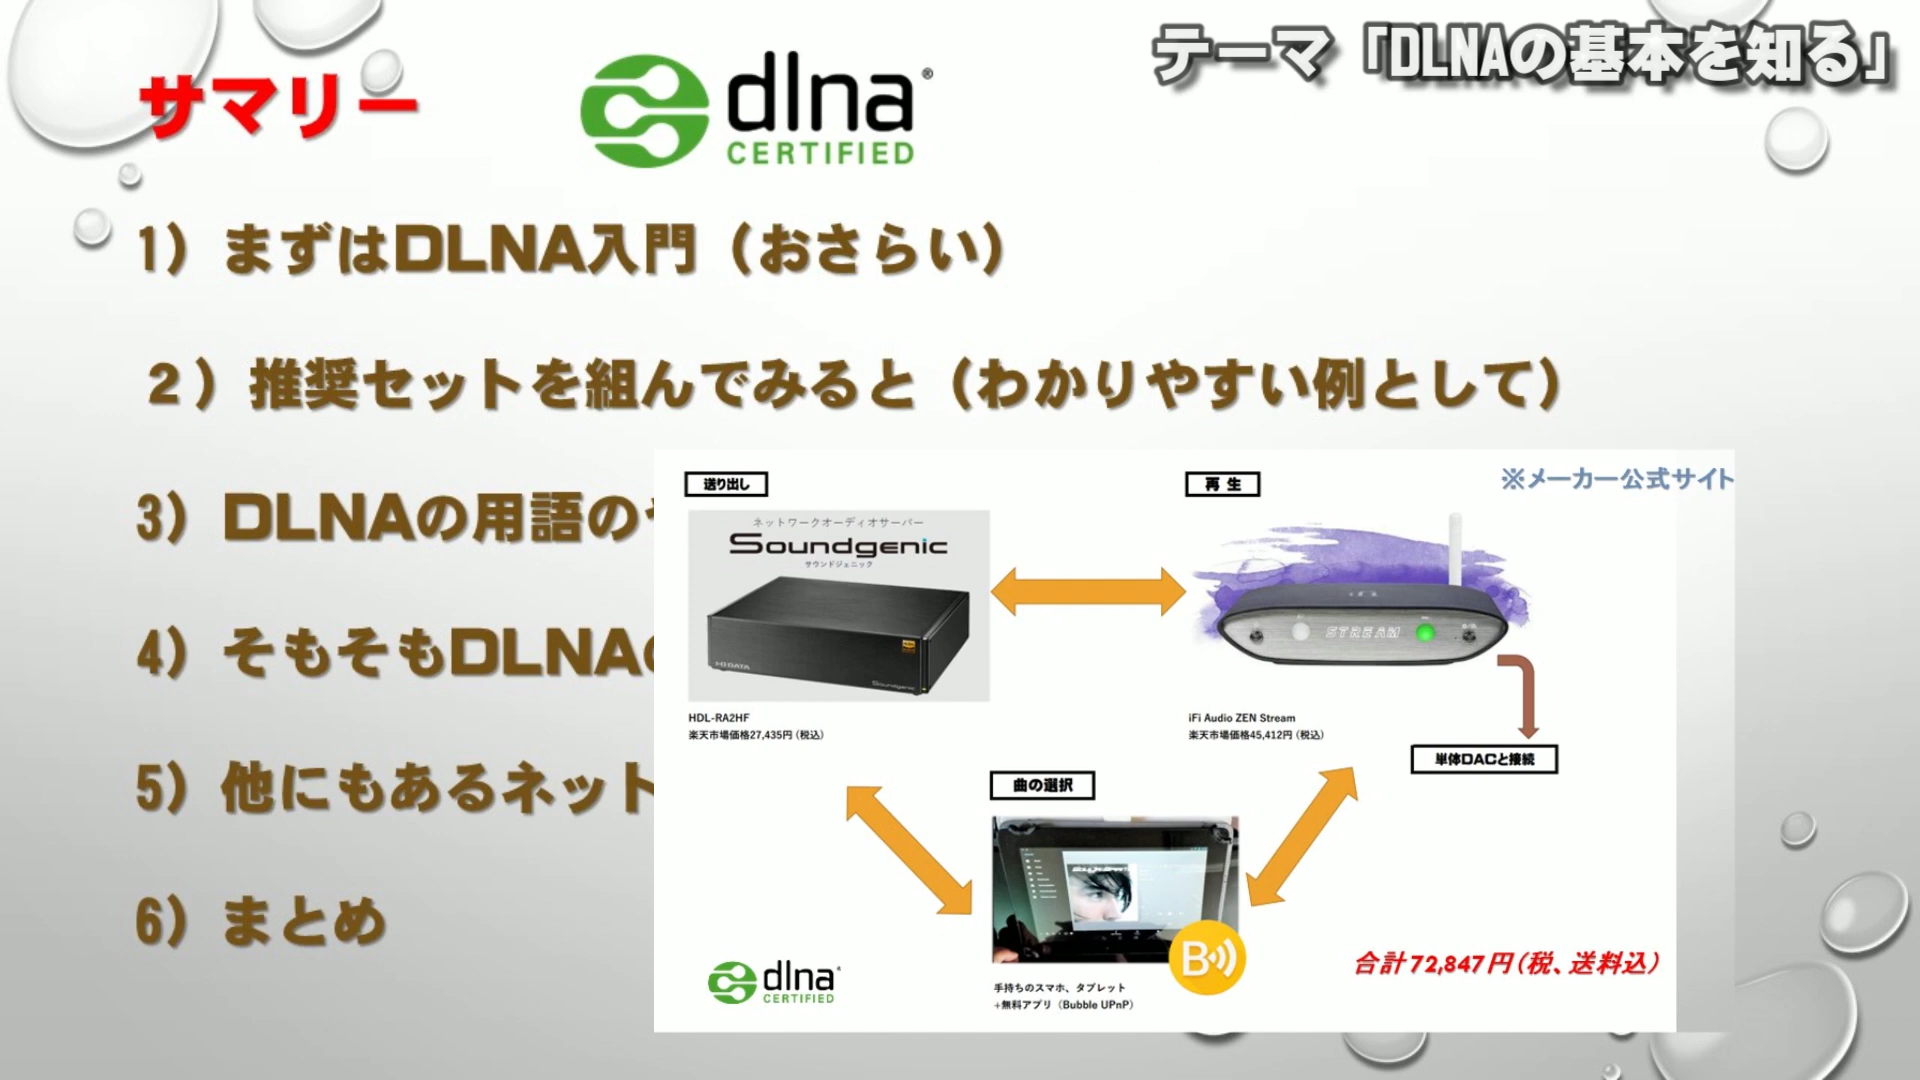 テーマ「DLNAの基本を知る」
サマリー
dlna®
CERTIFIED
1）まずはDLNA入門（おさらい）
２）推奨セットを組んでみると（わかりやすい例として）
3）DLNAの用語の
4）そもそもDLNA
5）他にもあるネット
6）まとめ
※メーカー公式サイト
送り出し
再 生
ネットワークオーディオサーバー
Soundgenic
サウンドジェニック
I-O DATA
Soundgenic
STREAM
HDL-RA2HF
楽天市場価格27,435円（税込）
iFi Audio ZEN Stream
楽天市場価格45,412円（税込）
単体DACと接続
曲の選択
B
手持ちのスマホ、タブレット
+無料アプリ（Bubble UPnP）
合計72,847円（税、送料込）
dlna
CERTIFIED